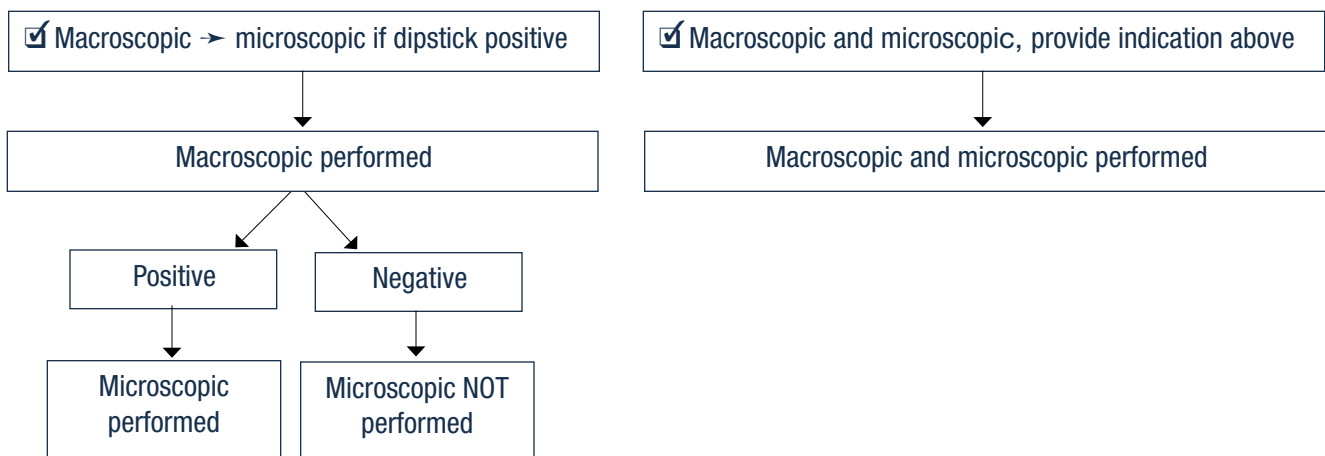 ☑ Macroscopic → microscopic if dipstick positive
☑ Macroscopic and microscopic, provide indication above
Macroscopic performed
Macroscopic and microscopic performed
Positive
Negative
Microscopic
performed
Microscopic NOT
performed